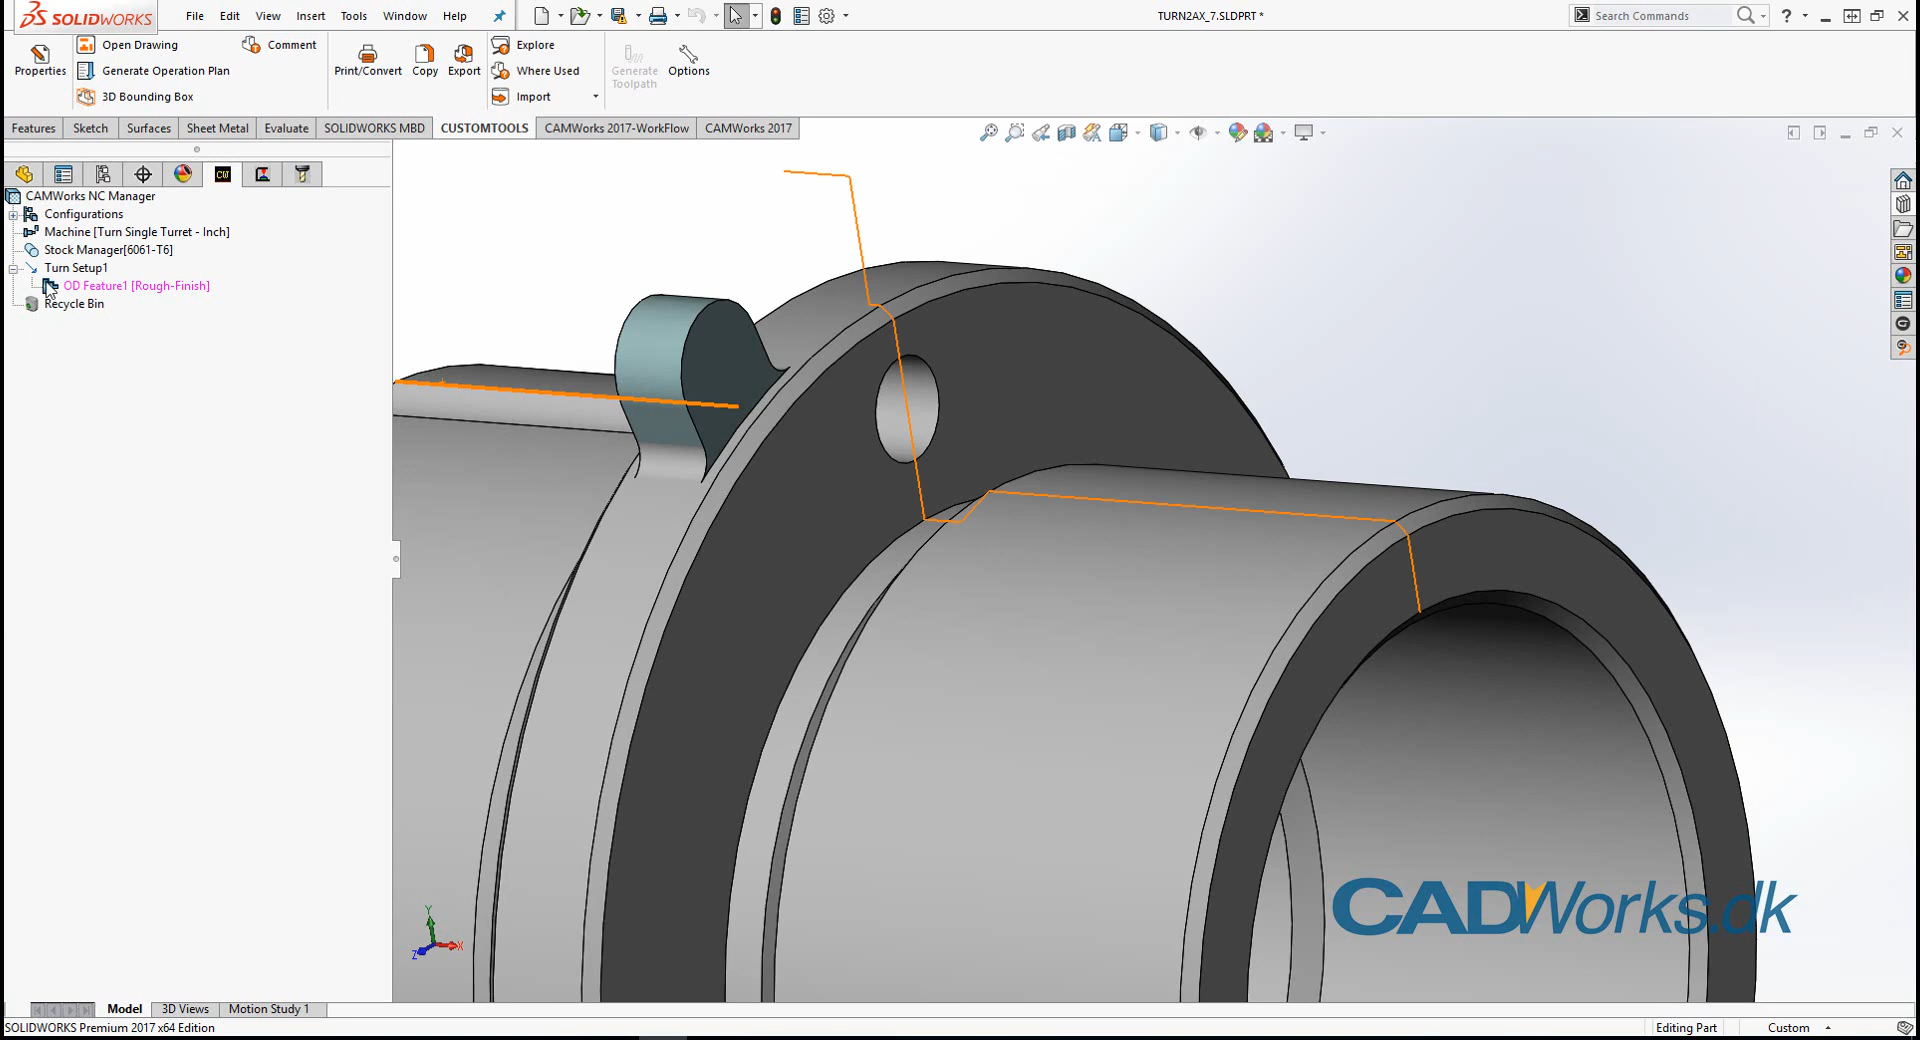 SOLIDWORKS
File Edit View Insert Tools Window Help
TURN2AX_7.SLDPRT *
Search Commands
?
Open Drawing
Comment
Explore
Properties
Generate Operation Plan
Print/Convert
Copy
Export
Where Used
Generate Toolpath
Options
3D Bounding Box
Import
Features
Sketch
Surfaces
Sheet Metal
Evaluate
SOLIDWORKS MBD
CUSTOMTOOLS
CAMWorks 2017-WorkFlow
CAMWorks 2017
CW
CAMWorks NC Manager
Configurations
Machine [Turn Single Turret - Inch]
Stock Manager[6061-T6]
Turn Setup1
OD Feature1 [Rough-Finish]
Recycle Bin
CADWorks.dk
Y
X
Z
Model
3D Views
Motion Study 1
SOLIDWORKS Premium 2017 x64 Edition
Editing Part
Custom